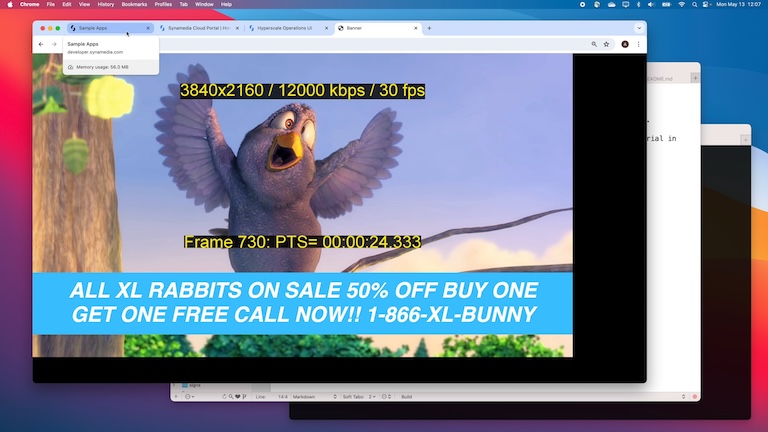 Chrome File Edit View History Bookmarks Profiles Tab Window Help
Mon May 13 12:07
Sample Apps
Synamedia Cloud Portal | Ho
Hyperscale Operations UI
Banner
Sample Apps
developer.synamedia.com
Memory usage: 56.0 MB
README.md
rial in
3840x2160 / 12000 kbps / 30 fps
Frame 730: PTS= 00:00:24.333
ALL XL RABBITS ON SALE 50% OFF BUY ONE
GET ONE FREE CALL NOW!! 1-866-XL-BUNNY
Line: 14:4 Markdown Soft Tabs: 2 Build